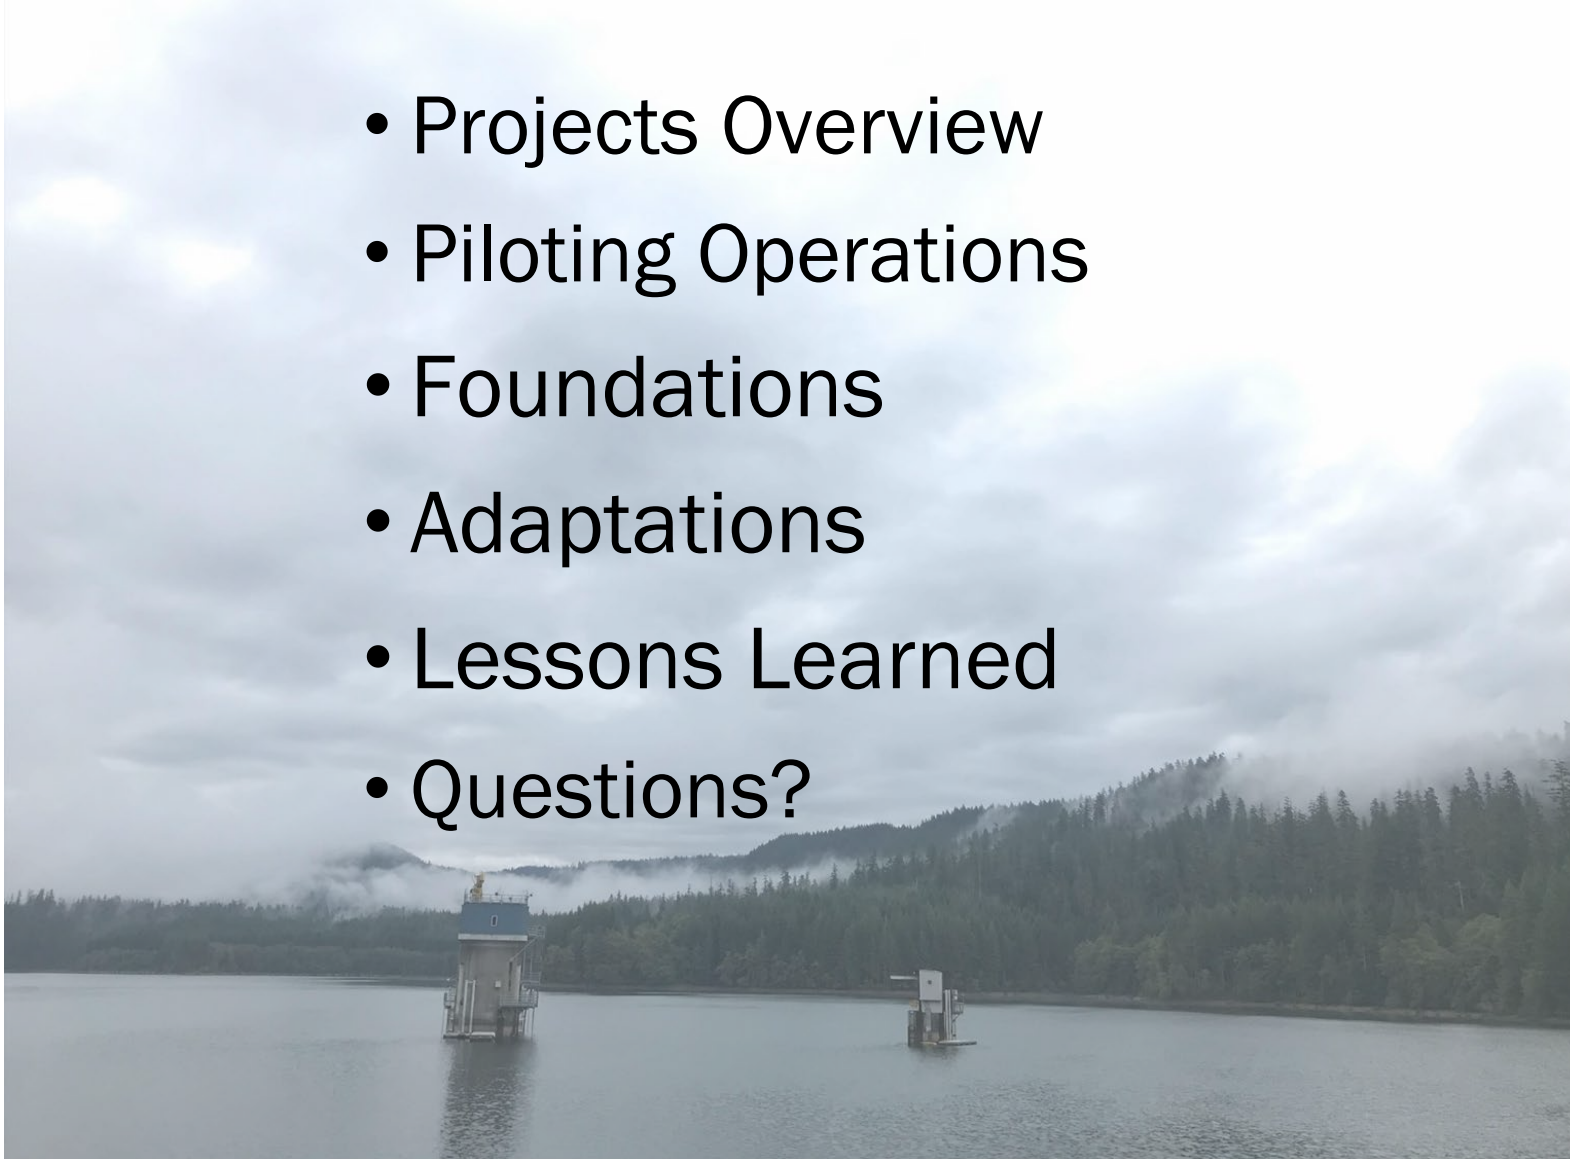 • Projects Overview
• Piloting Operations
• Foundations
• Adaptations
• Lessons Learned
• Questions?